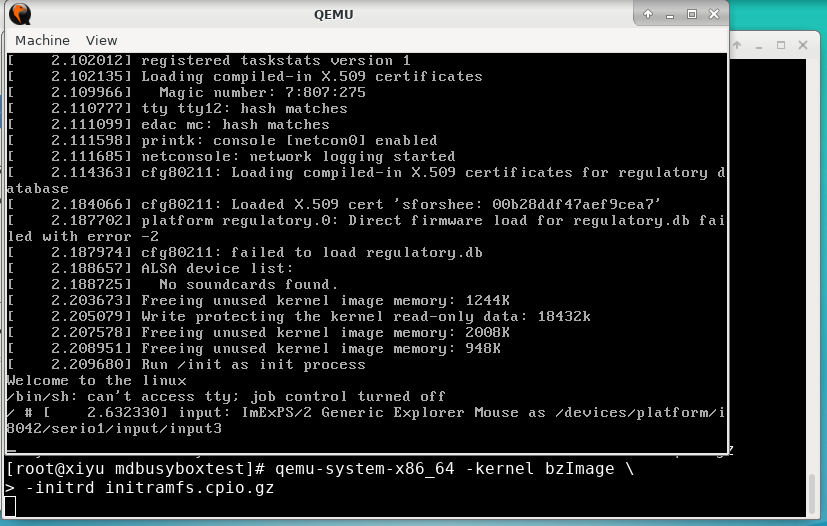 QEMU
Machine View
[    2.102012] registered taskstats version 1
[    2.102135] Loading compiled-in X.509 certificates
[    2.109966]   Magic number: 7:807:275
[    2.110777] tty tty12: hash matches
[    2.111099] edac mc: hash matches
[    2.111598] printk: console [netcon0] enabled
[    2.111685] netconsole: network logging started
[    2.114363] cfg80211: Loading compiled-in X.509 certificates for regulatory d
atabase
[    2.184066] cfg80211: Loaded X.509 cert 'sforshee: 00b28ddf47aef9cea7'
[    2.187702] platform regulatory.0: Direct firmware load for regulatory.db fai
led with error -2
[    2.187974] cfg80211: failed to load regulatory.db
[    2.188657] ALSA device list:
[    2.188725]   No soundcards found.
[    2.203673] Freeing unused kernel image memory: 1244K
[    2.205079] Write protecting the kernel read-only data: 18432k
[    2.207578] Freeing unused kernel image memory: 2008K
[    2.208951] Freeing unused kernel image memory: 948K
[    2.209680] Run /init as init process
Welcome to the linux
/bin/sh: can't access tty; job control turned off
/ # [    2.632330] input: ImExPS/2 Generic Explorer Mouse as /devices/platform/i
8042/serio1/input/input3
[root@xiyu mdbusyboxtest]# qemu-system-x86_64 -kernel bzImage \
> -initrd initramfs.cpio.gz